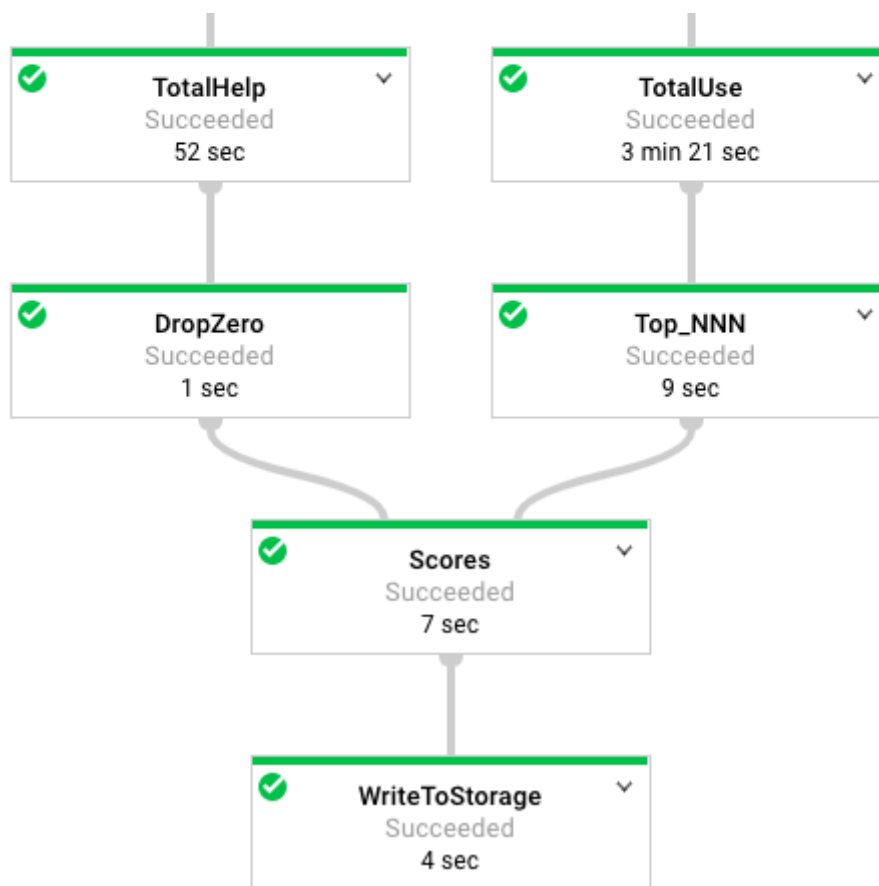 TotalHelp
Succeeded
52 sec
TotalUse
Succeeded
3 min 21 sec
DropZero
Succeeded
1 sec
Top_NNN
Succeeded
9 sec
Scores
Succeeded
7 sec
WriteToStorage
Succeeded
4 sec